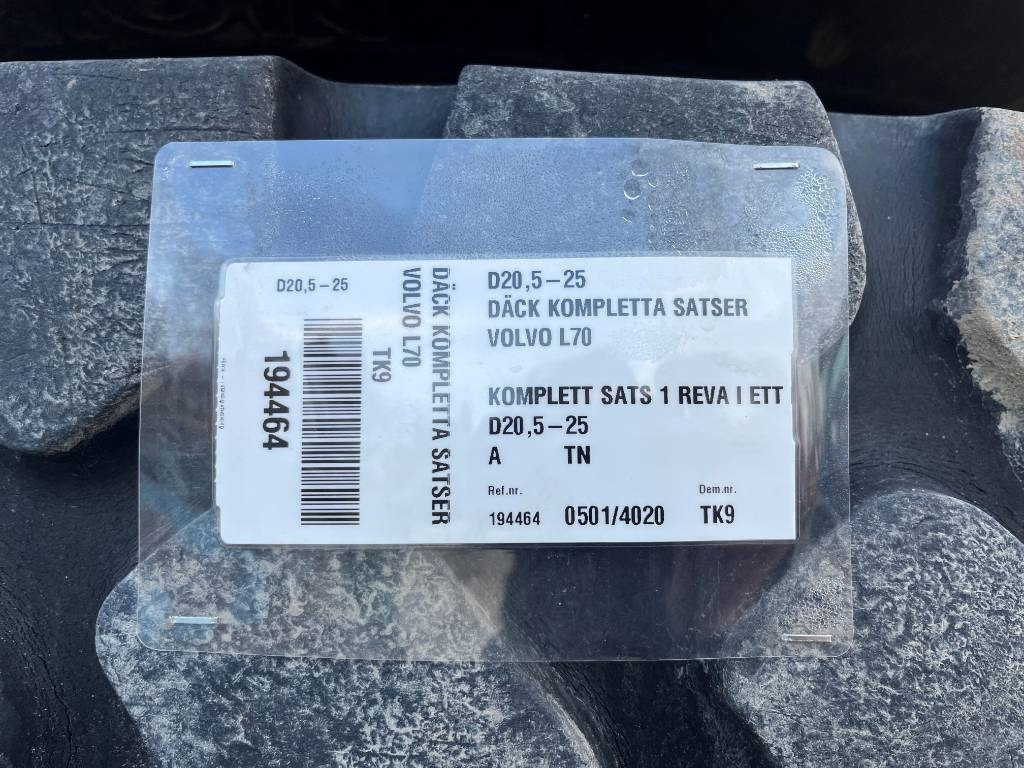 D20,5–25
194464
DÄCK KOMPLETTA SATSER
VOLVO L70
TK9
D20,5–25
DÄCK KOMPLETTA SATSER
VOLVO L70
KOMPLETT SATS 1 REVA I ETT
D20,5–25
A TN
Ref.nr. Dem.nr.
194464 0501/4020 TK9